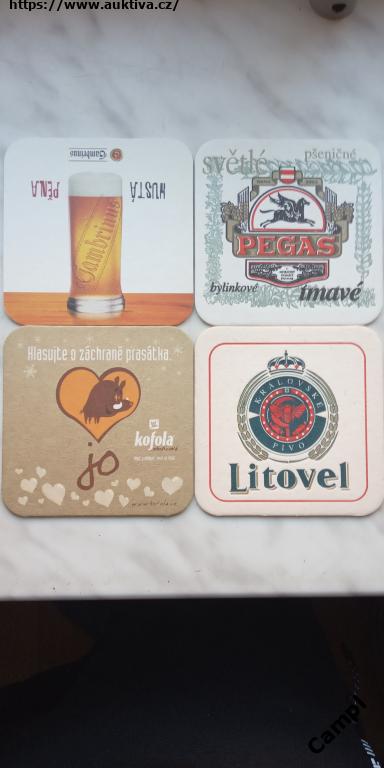 https://www.auktiva.cz/
Gambrinus
PĚNA
HUSTÁ
Gambrinus
světlé
pšeničné
PEGAS
bylinkové
tmavé
Hlasujte o záchraně prasátka.
kofola
jo
KRÁLOVSKÉ
PIVO
Litovel